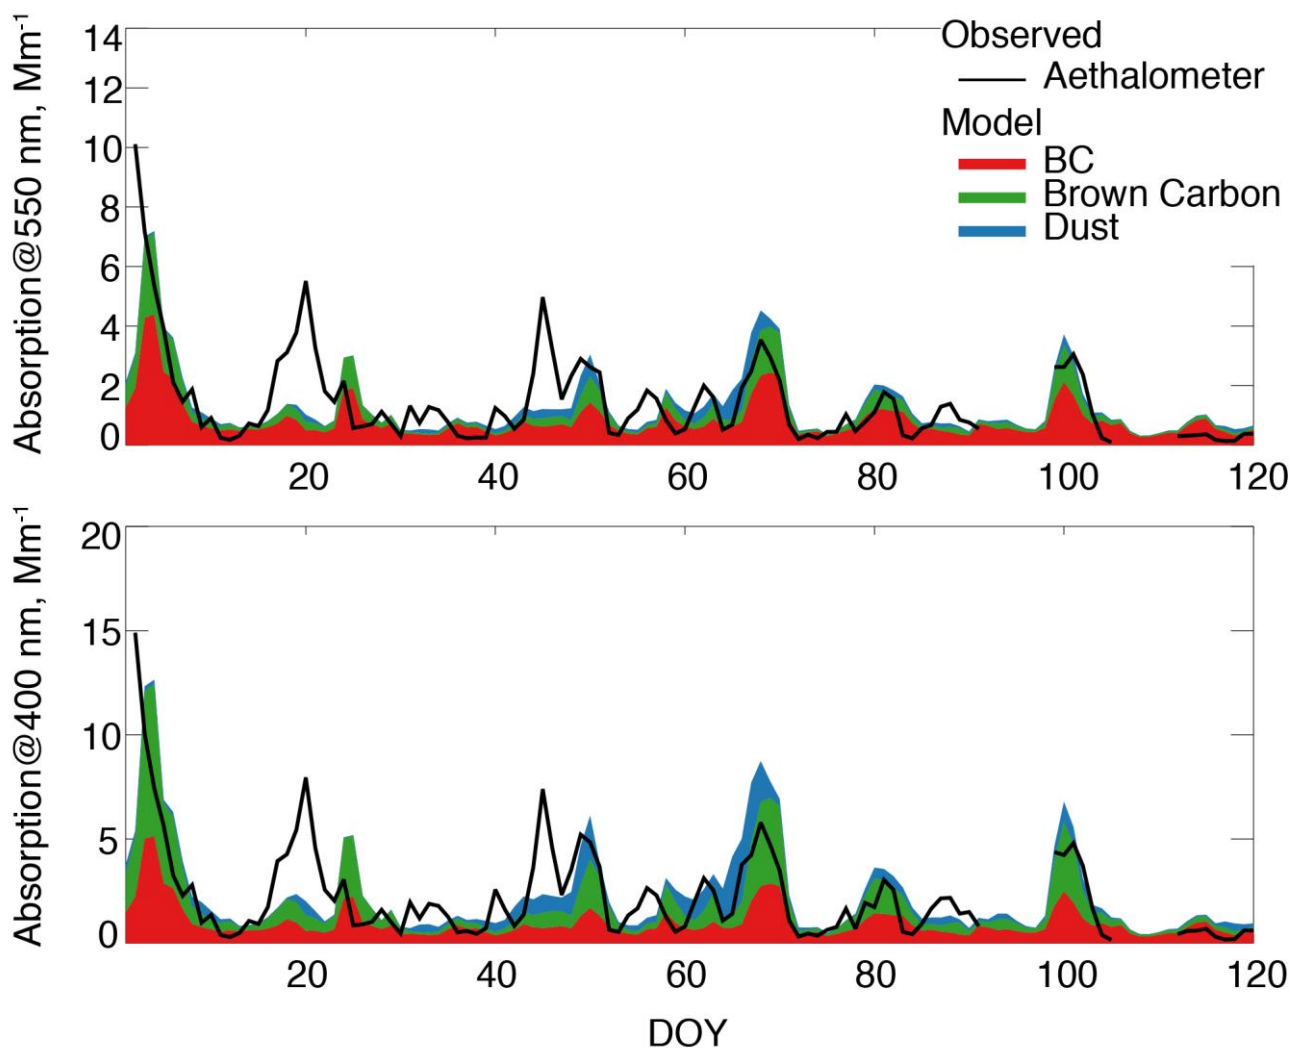 Absorption@550 nm, Mm⁻¹
14
12
10
8
6
4
2
0
20
40
60
80
100
120
Observed
Aethalometer
Model
BC
Brown Carbon
Dust
Absorption@400 nm, Mm⁻¹
20
15
10
5
0
20
40
60
80
100
120
DOY